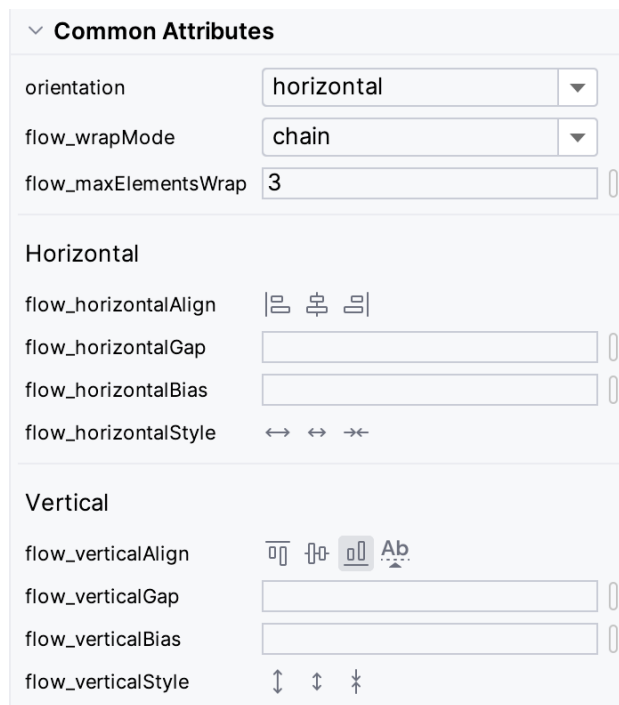 Common Attributes
orientation horizontal
flow_wrapMode chain
flow_maxElementsWrap 3
Horizontal
flow_horizontalAlign
flow_horizontalGap
flow_horizontalBias
flow_horizontalStyle
Vertical
flow_verticalAlign Ab
flow_verticalGap
flow_verticalBias
flow_verticalStyle